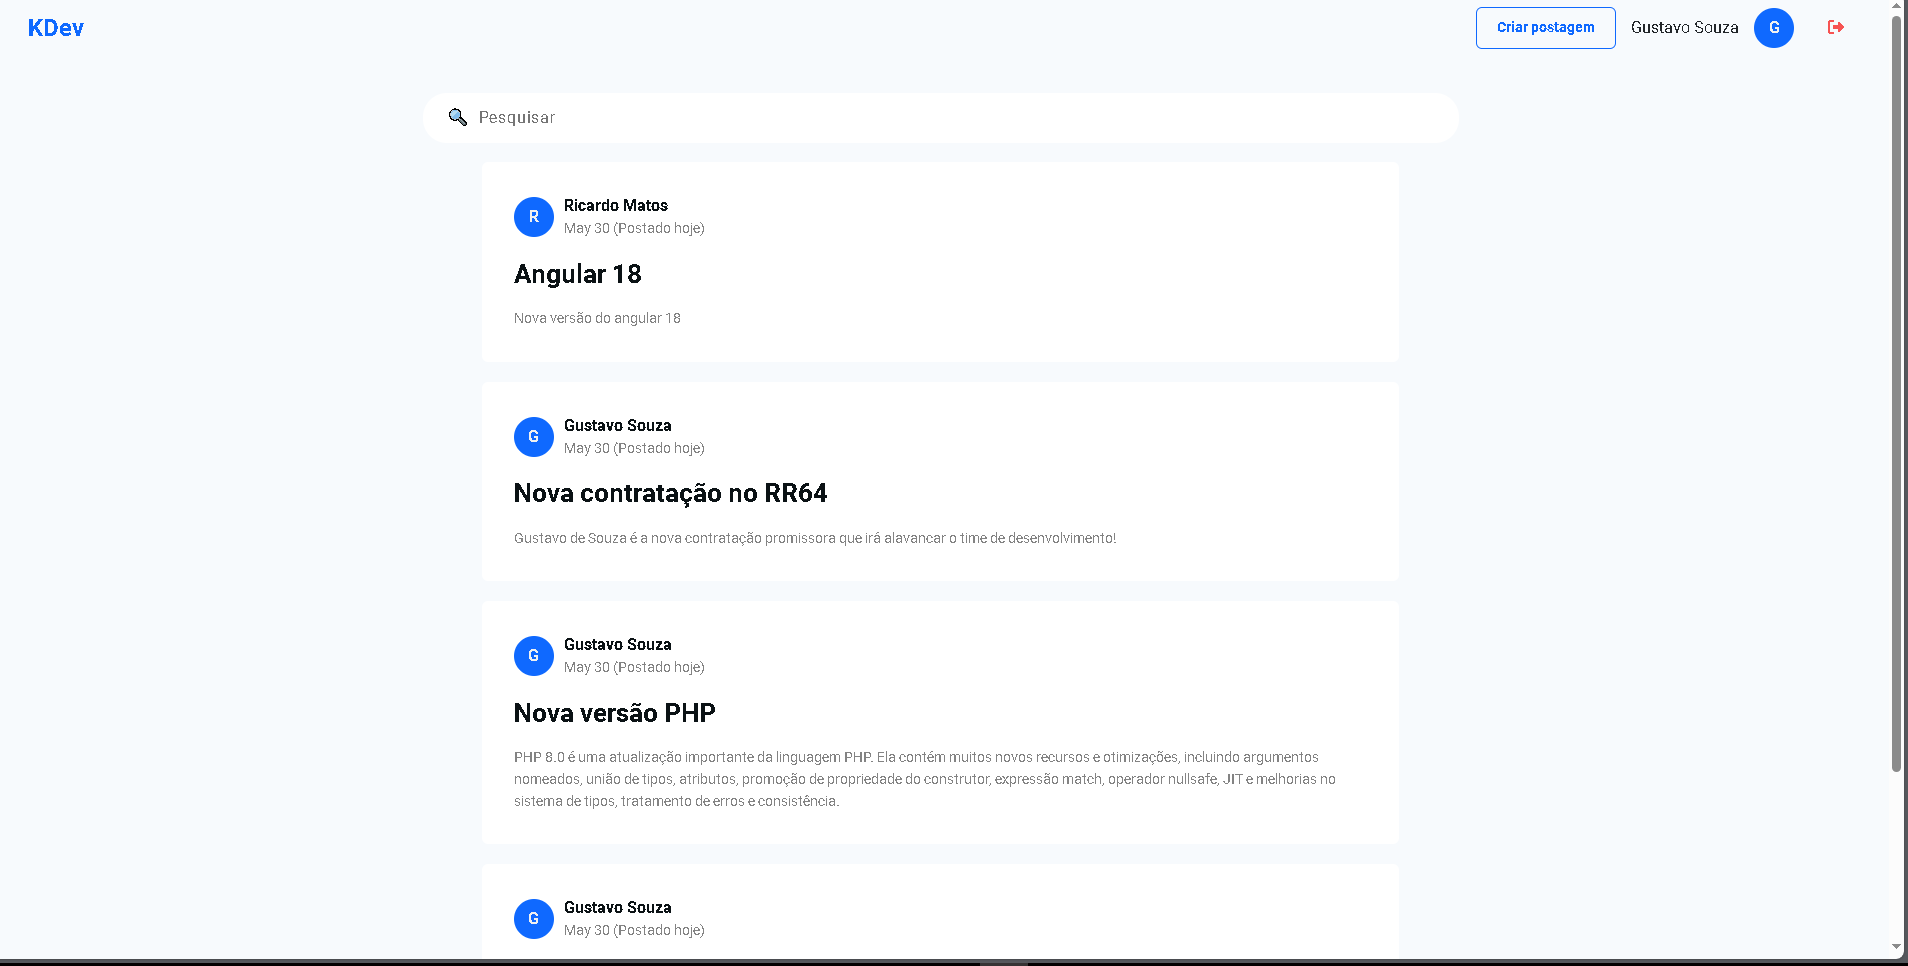 KDev
Criar postagem
Gustavo Souza
G
Pesquisar
R
Ricardo Matos
May 30 (Postado hoje)
Angular 18
Nova versão do angular 18
G
Gustavo Souza
May 30 (Postado hoje)
Nova contratação no RR64
Gustavo de Souza é a nova contratação promissora que irá alavancar o time de desenvolvimento!
G
Gustavo Souza
May 30 (Postado hoje)
Nova versão PHP
PHP 8.0 é uma atualização importante da linguagem PHP. Ela contém muitos novos recursos e otimizações, incluindo argumentos
nomeados, união de tipos, atributos, promoção de propriedade do construtor, expressão match, operador nullsafe, JIT e melhorias no
sistema de tipos, tratamento de erros e consistência.
G
Gustavo Souza
May 30 (Postado hoje)